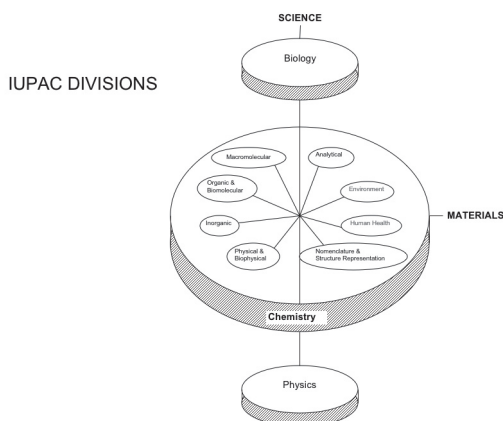 SCIENCE
Biology
IUPAC DIVISIONS
Macromolecular
Analytical
Organic &
Biomolecular
Environment
Inorganic
Human Health
MATERIALS
Physical &
Biophysical
Nomenclature &
Structure Representation
Chemistry
Physics